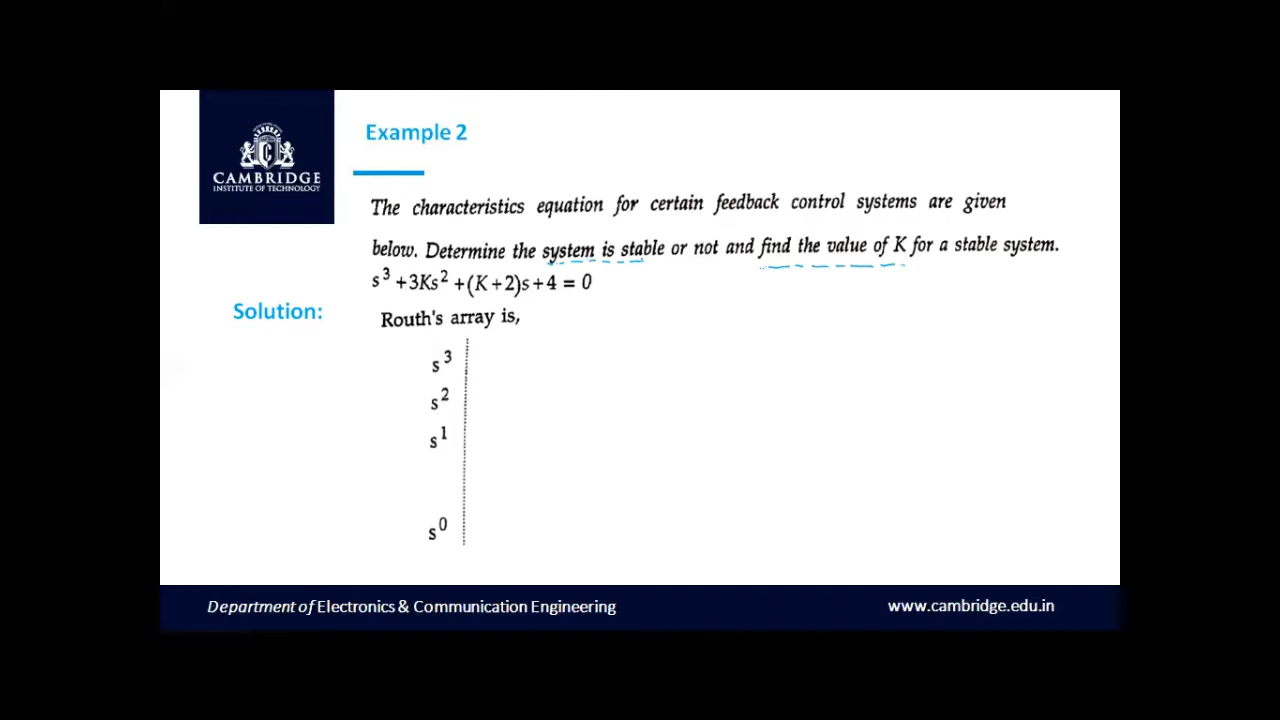 CAMBRIDGE
INSTITUTE OF TECHNOLOGY
Example 2
The characteristics equation for certain feedback control systems are given
below. Determine the system is stable or not and find the value of K for a stable system.
s³ +3Ks² +(K+2)s+4 = 0
Solution:
Routh's array is,
s³
s²
s¹
s⁰
Department of Electronics & Communication Engineering
www.cambridge.edu.in